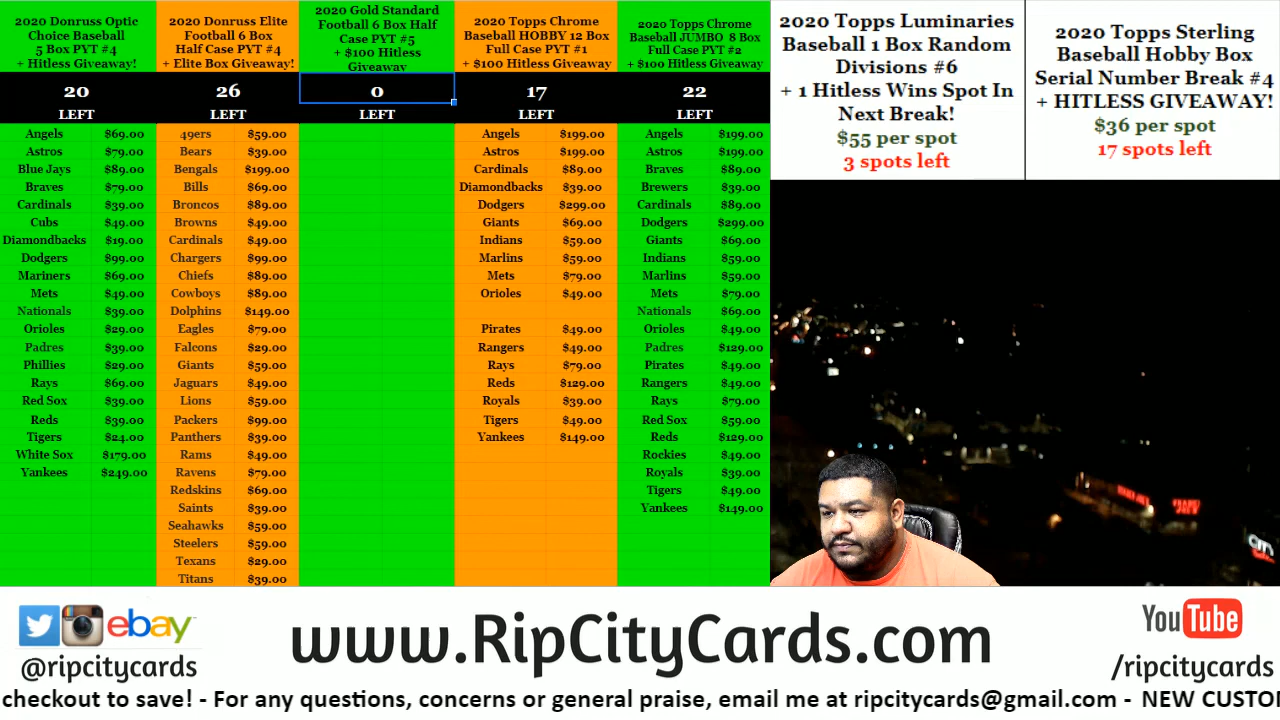 2020 Donruss Optic
Choice Baseball
5 Box PYT #4
+ Hitless Giveaway!
20
LEFT
Angels $69.00
Astros $79.00
Blue Jays $89.00
Braves $79.00
Cardinals $39.00
Cubs $49.00
Diamondbacks $19.00
Dodgers $99.00
Mariners $69.00
Mets $49.00
Nationals $39.00
Orioles $29.00
Padres $39.00
Phillies $29.00
Rays $69.00
Red Sox $39.00
Reds $39.00
Tigers $24.00
White Sox $179.00
Yankees $249.00
2020 Donruss Elite
Football 6 Box
Half Case PYT #4
+ Elite Box Giveaway!
26
LEFT
49ers $59.00
Bears $39.00
Bengals $199.00
Bills $69.00
Broncos $89.00
Browns $49.00
Cardinals $49.00
Chargers $99.00
Chiefs $89.00
Cowboys $89.00
Dolphins $149.00
Eagles $79.00
Falcons $29.00
Giants $59.00
Jaguars $49.00
Lions $59.00
Packers $99.00
Panthers $39.00
Rams $49.00
Ravens $79.00
Redskins $69.00
Saints $39.00
Seahawks $59.00
Steelers $59.00
Texans $29.00
Titans $39.00
2020 Gold Standard
Football 6 Box Half
Case PYT #5
+ $100 Hitless
Giveaway
0
LEFT
2020 Topps Chrome
Baseball HOBBY 12 Box
Full Case PYT #1
+ $100 Hitless Giveaway
17
LEFT
Angels $199.00
Astros $199.00
Cardinals $89.00
Diamondbacks $39.00
Dodgers $299.00
Giants $69.00
Indians $59.00
Marlins $59.00
Mets $79.00
Orioles $49.00
Pirates $49.00
Rangers $49.00
Rays $79.00
Reds $129.00
Royals $39.00
Tigers $49.00
Yankees $149.00
2020 Topps Chrome
Baseball JUMBO 8 Box
Full Case PYT #2
+ $100 Hitless Giveaway
22
LEFT
Angels $199.00
Astros $199.00
Braves $89.00
Brewers $39.00
Cardinals $89.00
Dodgers $299.00
Giants $69.00
Indians $59.00
Marlins $59.00
Mets $79.00
Nationals $69.00
Orioles $49.00
Padres $129.00
Pirates $49.00
Rangers $49.00
Rays $79.00
Red Sox $59.00
Reds $129.00
Rockies $49.00
Royals $39.00
Tigers $49.00
Yankees $149.00
2020 Topps Luminaries
Baseball 1 Box Random
Divisions #6
+ 1 Hitless Wins Spot In
Next Break!
$55 per spot
3 spots left
2020 Topps Sterling
Baseball Hobby Box
Serial Number Break #4
+ HITLESS GIVEAWAY!
$36 per spot
17 spots left
ebay
@ripcitycards
www.RipCityCards.com
YouTube
/ripcitycards
checkout to save! - For any questions, concerns or general praise, email me at ripcitycards@gmail.com - NEW CUSTO